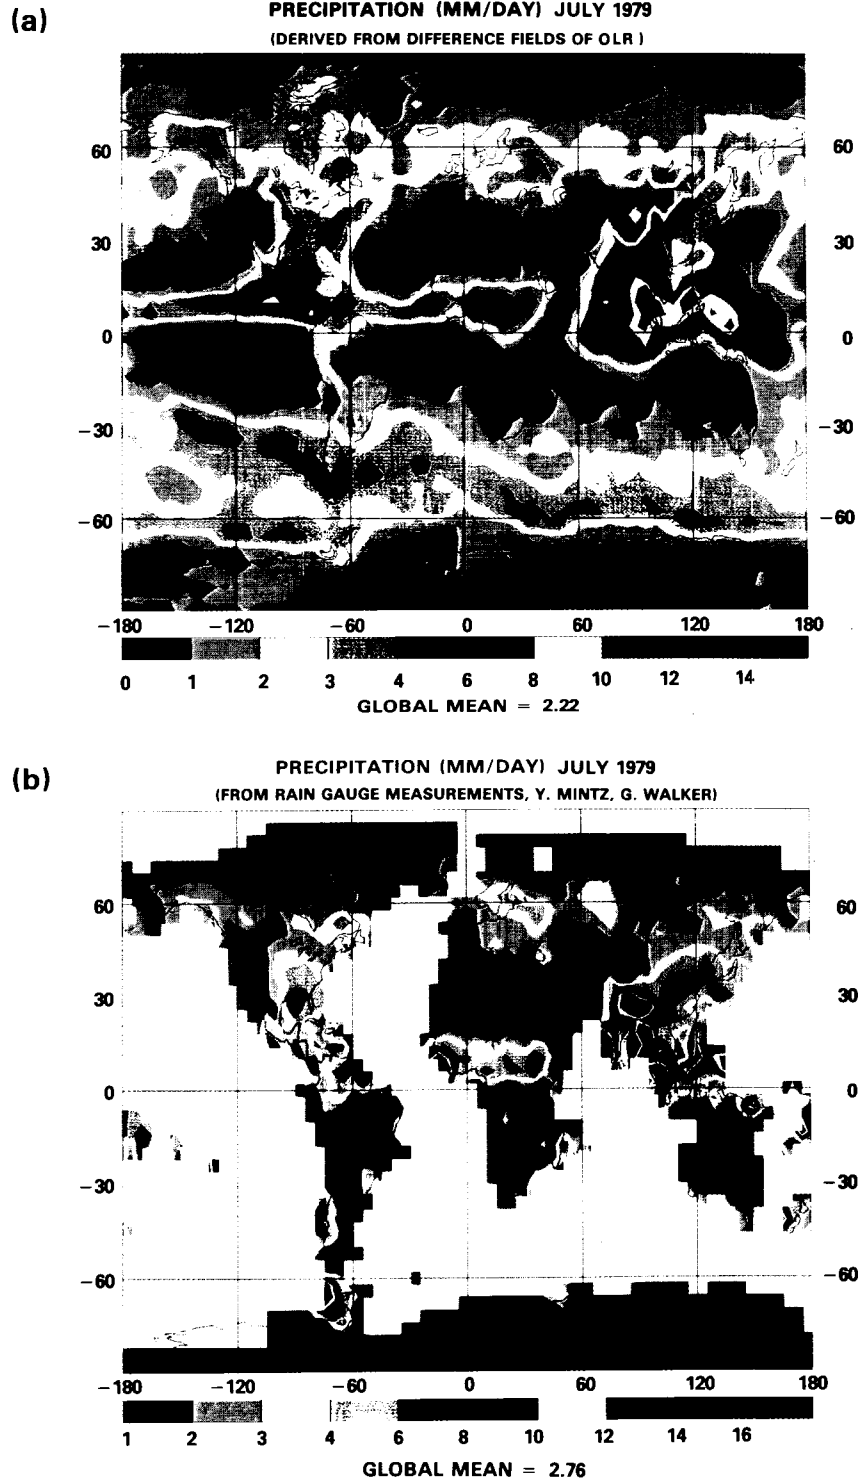 (a)
PRECIPITATION (MM/DAY) JULY 1979
(DERIVED FROM DIFFERENCE FIELDS OF OLR )
60 60
30 30
0 0
−30 −30
−60 −60
−180 −120 −60 0 60 120 180
0 1 2 3 4 6 8 10 12 14
GLOBAL MEAN = 2.22
(b)
PRECIPITATION (MM/DAY) JULY 1979
(FROM RAIN GAUGE MEASUREMENTS, Y. MINTZ, G. WALKER)
60 60
30 30
0 0
−30 −30
−60 −60
−180 −120 −60 0 60 120 180
1 2 3 4 6 8 10 12 14 16
GLOBAL MEAN = 2.76